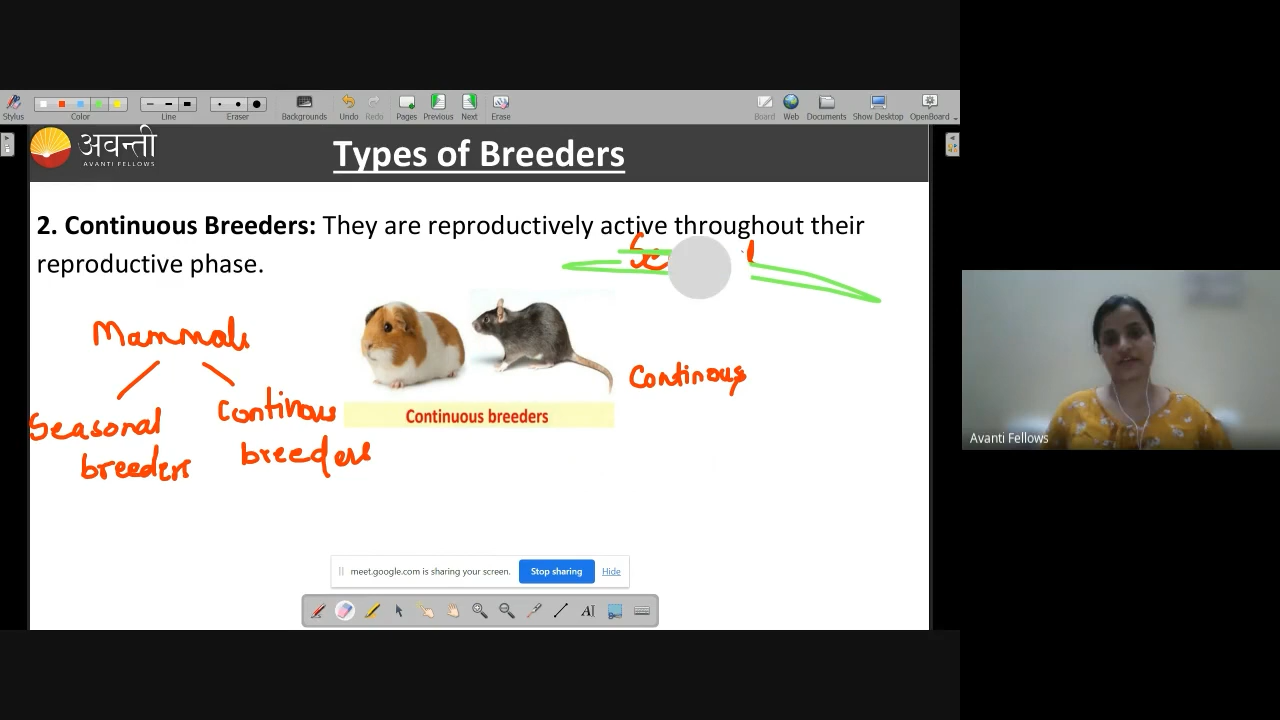 Color
Stylus
Line
Eraser
Backgrounds
Undo
Redo
Pages
Previous
Next
Erase
Board
Web
Documents
Show Desktop
OpenBoard
अवन्ती
AVANTI FELLOWS
Types of Breeders
2. Continuous Breeders: They are reproductively active throughout their
reproductive phase.
Mammals
Seasonal
breeders
Continous
breeders
Continous
Continuous breeders
Avanti Fellows
meet.google.com is sharing your screen.
Stop sharing
Hide
AI